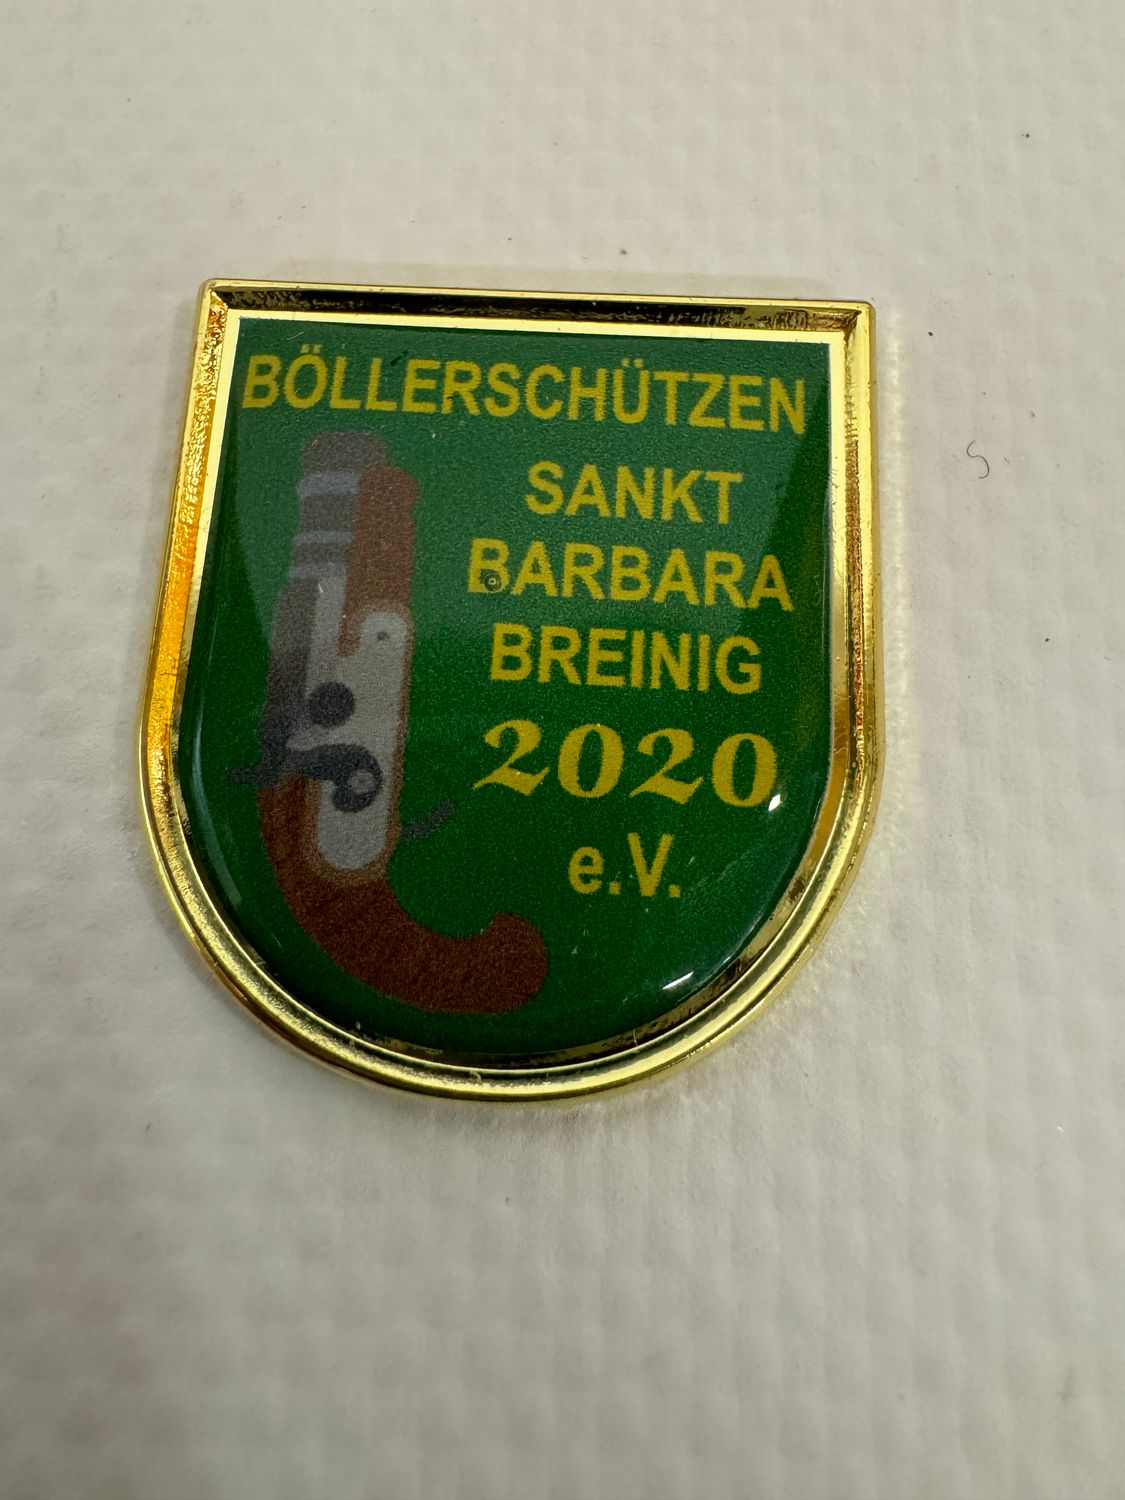 BÖLLERSCHÜTZEN
SANKT
BARBARA
BREINIG
2020
e.V.